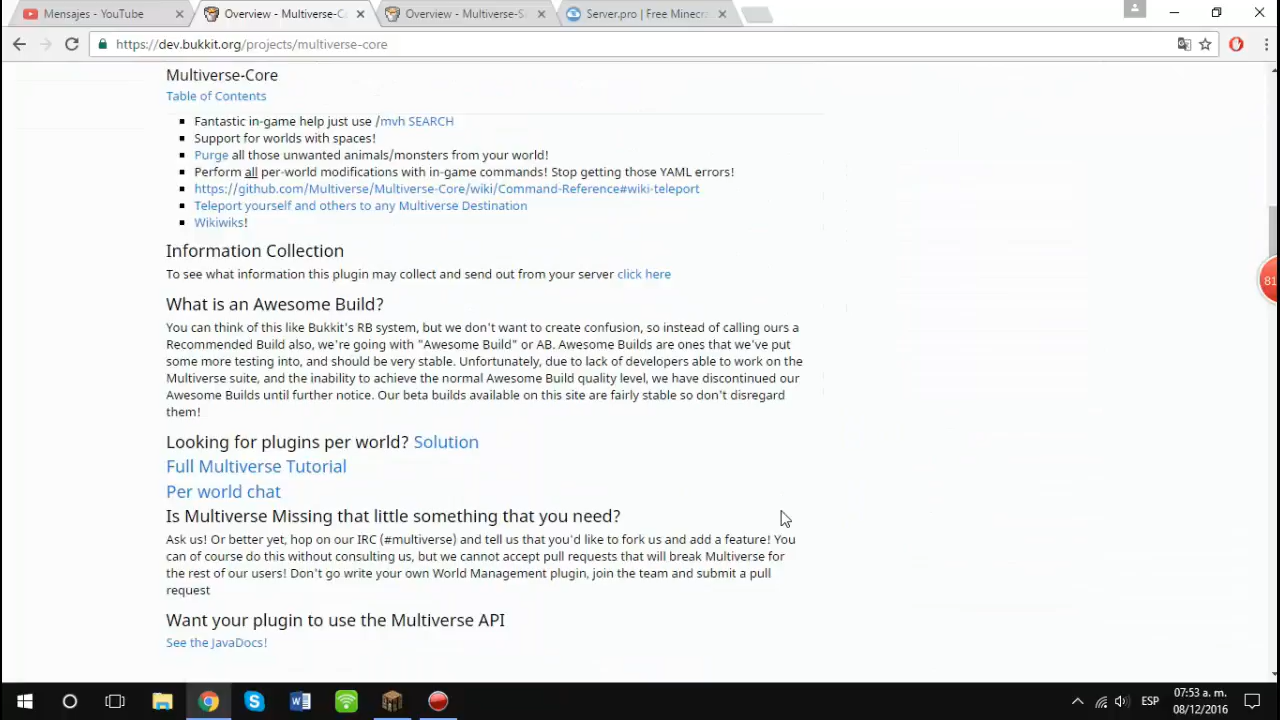 Mensajes - YouTube
Overview - Multiverse-C
Overview - Multiverse-S
Server.pro | Free Minec
https://dev.bukkit.org/projects/multiverse-core
Multiverse-Core
Table of Contents
Fantastic in-game help just use /mvh SEARCH
Support for worlds with spaces!
Purge all those unwanted animals/monsters from your world!
Perform all per-world modifications with in-game commands! Stop getting those YAML errors!
https://github.com/Multiverse/Multiverse-Core/wiki/Command-Reference#wiki-teleport
Teleport yourself and others to any Multiverse Destination
Wikiwiks!
Information Collection
To see what information this plugin may collect and send out from your server click here
What is an Awesome Build?
You can think of this like Bukkit's RB system, but we don't want to create confusion, so instead of calling ours a
Recommended Build also, we're going with "Awesome Build" or AB. Awesome Builds are ones that we've put
some more testing into, and should be very stable. Unfortunately, due to lack of developers able to work on the
Multiverse suite, and the inability to achieve the normal Awesome Build quality level, we have discontinued our
Awesome Builds until further notice. Our beta builds available on this site are fairly stable so don't disregard
them!
Looking for plugins per world? Solution
Full Multiverse Tutorial
Per world chat
Is Multiverse Missing that little something that you need?
Ask us! Or better yet, hop on our IRC (#multiverse) and tell us that you'd like to fork us and add a feature! You
can of course do this without consulting us, but we cannot accept pull requests that will break Multiverse for
the rest of our users! Don't go write your own World Management plugin, join the team and submit a pull
request
Want your plugin to use the Multiverse API
See the JavaDocs!
81
ESP
07:53 a. m.
08/12/2016